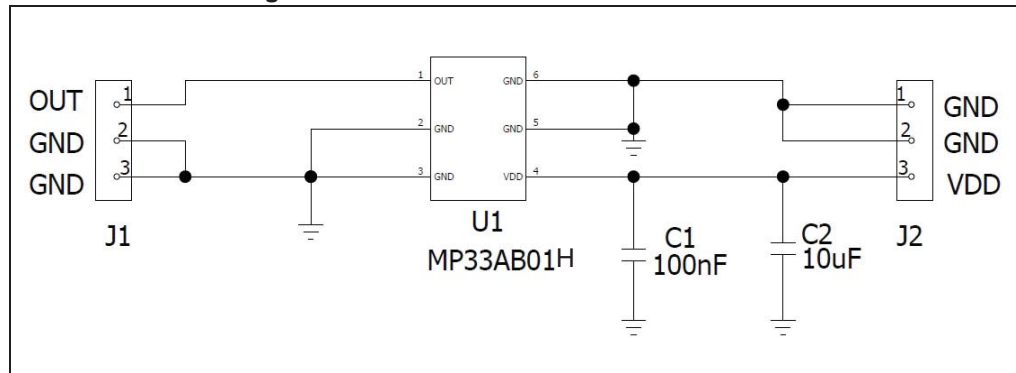 OUT
GND
GND
1
2
3
J1
1
2
3
OUT
GND
GND
GND
GND
VDD
6
5
4
U1
MP33AB01H
C1
100nF
C2
10uF
1
2
3
GND
GND
VDD
J2